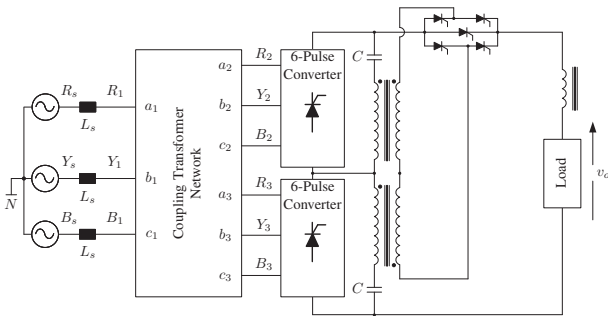 R_s
R_1
L_s
a_1
Y_s
Y_1
L_s
b_1
N
B_s
B_1
L_s
c_1
Coupling Transformer
Network
a_2
R_2
b_2
Y_2
c_2
B_2
a_3
R_3
b_3
Y_3
c_3
B_3
6-Pulse
Converter
6-Pulse
Converter
C
C
Load
v_o